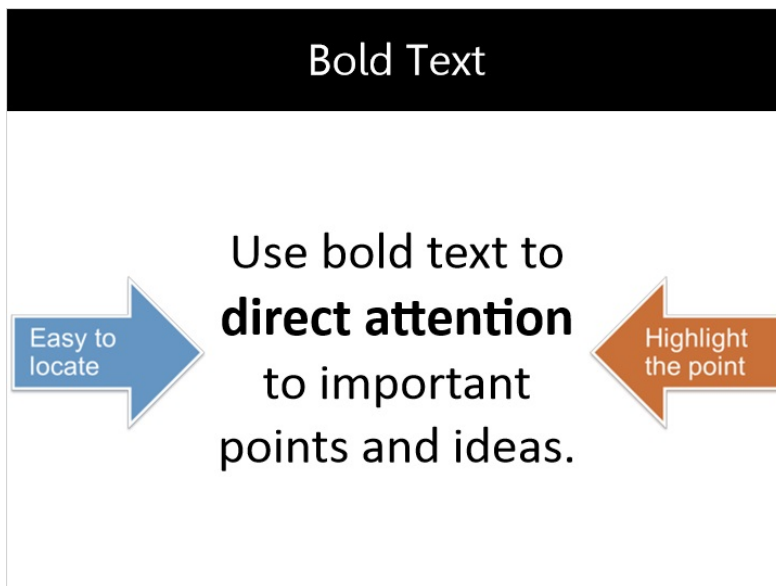 Bold Text
Use bold text to
direct attention
to important
points and ideas.
Easy to
locate
Highlight
the point